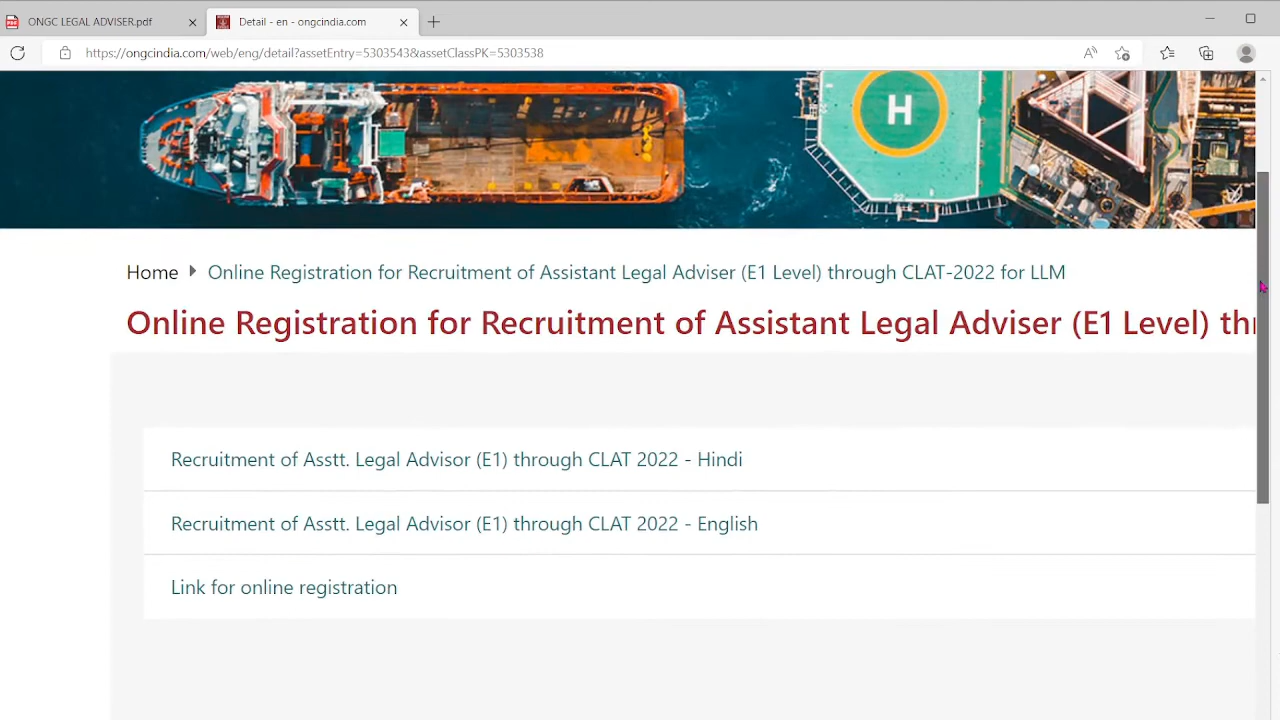 ONGC LEGAL ADVISER.pdf
Detail - en - ongcindia.com
https://ongcindia.com/web/eng/detail?assetEntry=5303543&assetClassPK=5303538
H
Home Online Registration for Recruitment of Assistant Legal Adviser (E1 Level) through CLAT-2022 for LLM
Online Registration for Recruitment of Assistant Legal Adviser (E1 Level) thr
Recruitment of Asstt. Legal Advisor (E1) through CLAT 2022 - Hindi
Recruitment of Asstt. Legal Advisor (E1) through CLAT 2022 - English
Link for online registration